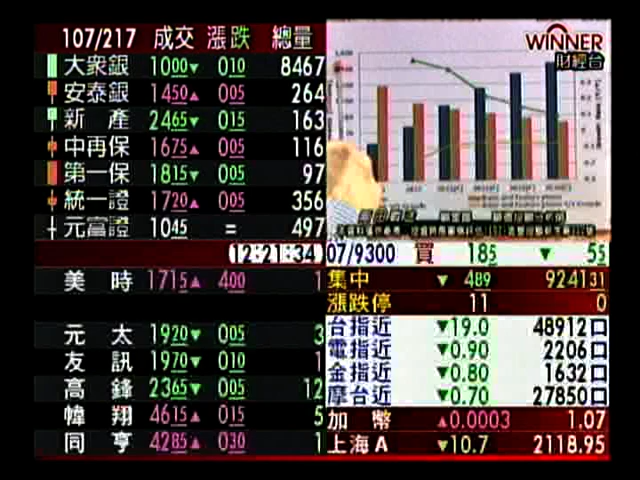 107/217 成交 漲跌 總量
WINNER
財經台
大衆銀 1000▼ 010 8467
安泰銀 1450▲ 005 264
新產 2465▼ 015 163
中再保 1675▲ 005 116
第一保 1815▼ 005 97
統一證 1720▲ 005 356
元富證 1045 = 497
12:21:34 07/9300 買 185 ▼ 55
美時 1715▲ 400 1
集中 ▼ 489 924131
漲跌停 11 0
元太 1920▼ 005 3
友訊 1970▼ 010 1
高鋒 2365▼ 005 12
幃翔 4615▲ 015 5
同亨 4285▲ 030 1
台指近 ▼19.0 48912口
電指近 ▼0.90 2206口
金指近 ▼0.80 1632口
摩台近 ▼0.70 27850口
加幣 ▲0.0003 1.07
上海A ▼10.7 2118.95